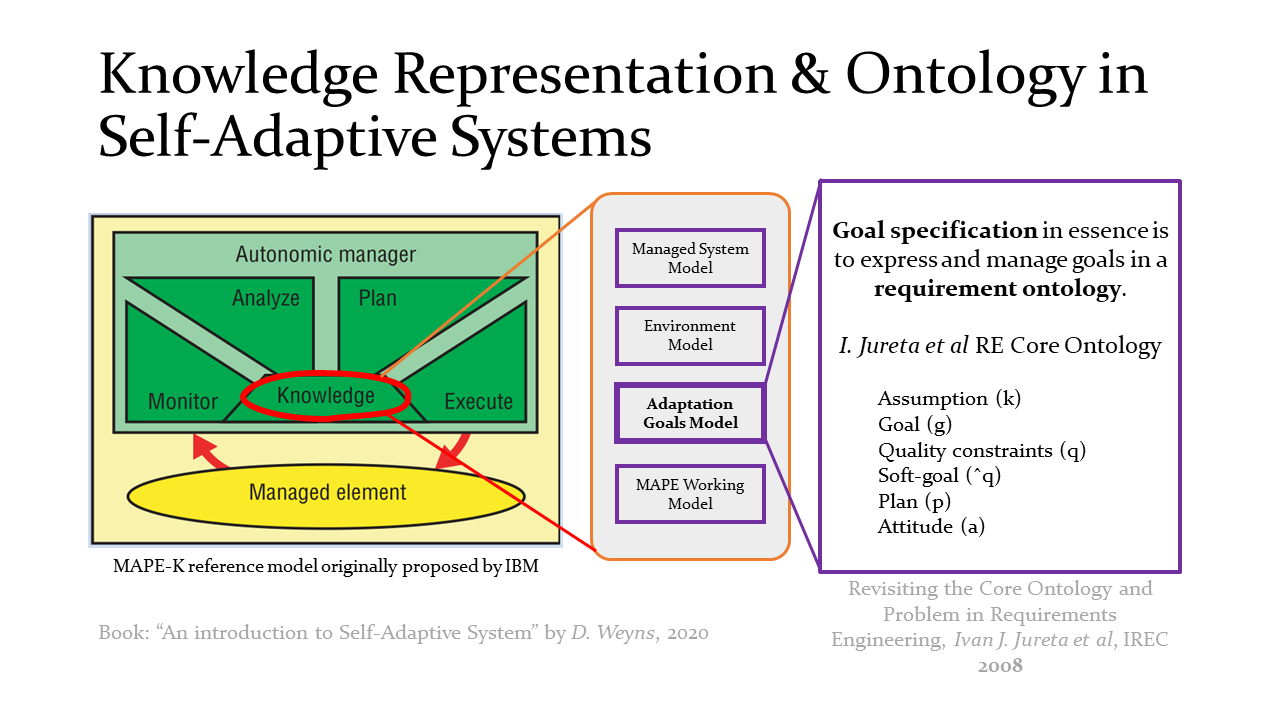 Knowledge Representation & Ontology in
Self-Adaptive Systems
Autonomic manager
Analyze
Plan
Monitor
Knowledge
Execute
Managed element
MAPE-K reference model originally proposed by IBM
Managed System
Model
Environment
Model
Adaptation
Goals Model
MAPE Working
Model
Goal specification in essence is
to express and manage goals in a
requirement ontology.
I. Jureta et al RE Core Ontology
Assumption (k)
Goal (g)
Quality constraints (q)
Soft-goal (ˆq)
Plan (p)
Attitude (a)
Revisiting the Core Ontology and
Problem in Requirements
Engineering, Ivan J. Jureta et al, IREC
2008
Book: “An introduction to Self-Adaptive System” by D. Weyns, 2020